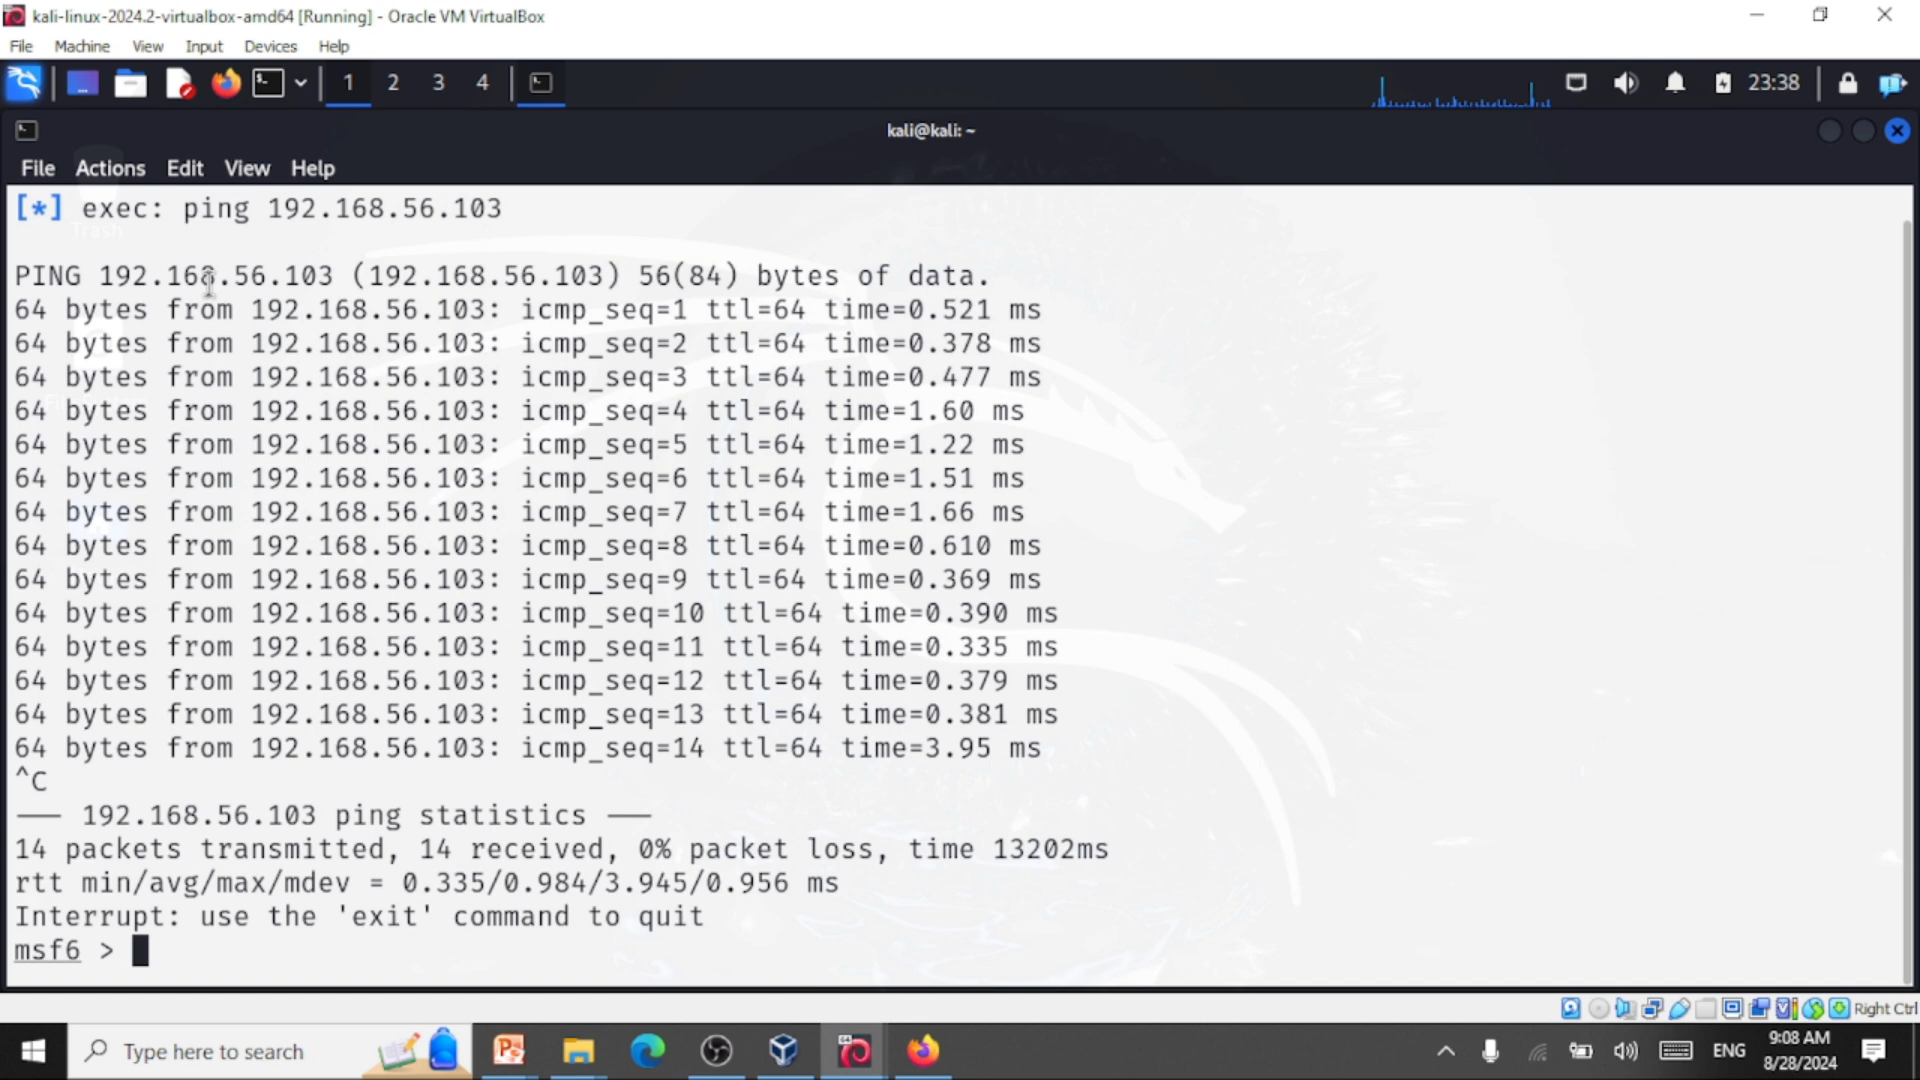 kali-linux-2024.2-virtualbox-amd64 [Running] - Oracle VM VirtualBox
File Machine View Input Devices Help
1 2 3 4 23:38
kali@kali: ~
File Actions Edit View Help
[*] exec: ping 192.168.56.103
Trash
PING 192.168.56.103 (192.168.56.103) 56(84) bytes of data.
64 bytes from 192.168.56.103: icmp_seq=1 ttl=64 time=0.521 ms
64 bytes from 192.168.56.103: icmp_seq=2 ttl=64 time=0.378 ms
64 bytes from 192.168.56.103: icmp_seq=3 ttl=64 time=0.477 ms
64 bytes from 192.168.56.103: icmp_seq=4 ttl=64 time=1.60 ms
64 bytes from 192.168.56.103: icmp_seq=5 ttl=64 time=1.22 ms
64 bytes from 192.168.56.103: icmp_seq=6 ttl=64 time=1.51 ms
64 bytes from 192.168.56.103: icmp_seq=7 ttl=64 time=1.66 ms
64 bytes from 192.168.56.103: icmp_seq=8 ttl=64 time=0.610 ms
64 bytes from 192.168.56.103: icmp_seq=9 ttl=64 time=0.369 ms
64 bytes from 192.168.56.103: icmp_seq=10 ttl=64 time=0.390 ms
64 bytes from 192.168.56.103: icmp_seq=11 ttl=64 time=0.335 ms
64 bytes from 192.168.56.103: icmp_seq=12 ttl=64 time=0.379 ms
64 bytes from 192.168.56.103: icmp_seq=13 ttl=64 time=0.381 ms
64 bytes from 192.168.56.103: icmp_seq=14 ttl=64 time=3.95 ms
^C
--- 192.168.56.103 ping statistics ---
14 packets transmitted, 14 received, 0% packet loss, time 13202ms
rtt min/avg/max/mdev = 0.335/0.984/3.945/0.956 ms
Interrupt: use the 'exit' command to quit
msf6 >
Right Ctrl
Type here to search
ENG
9:08 AM
8/28/2024